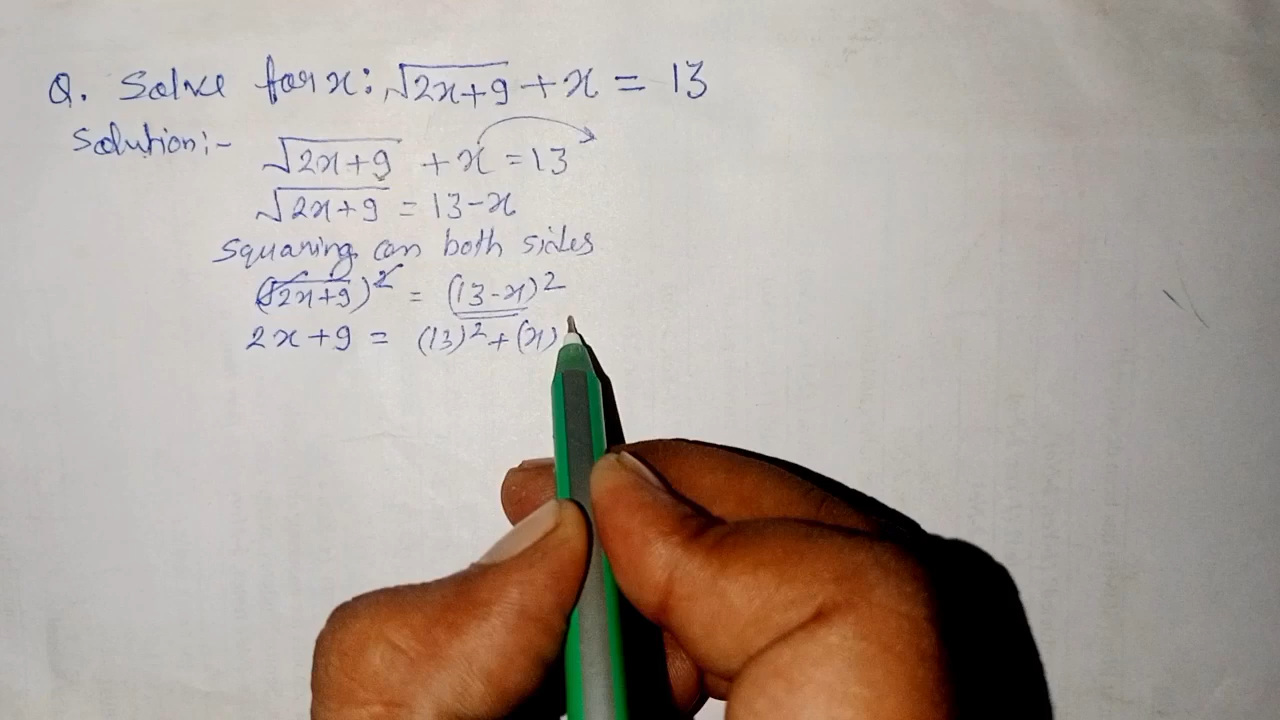 Q. Solve for x: √2x+9 + x = 13
Solution:-
√2x+9 + x = 13
√2x+9 = 13-x
Squaring on both sides
(√2x+9)² = (13-x)²
2x+9 = (13)²+(x)